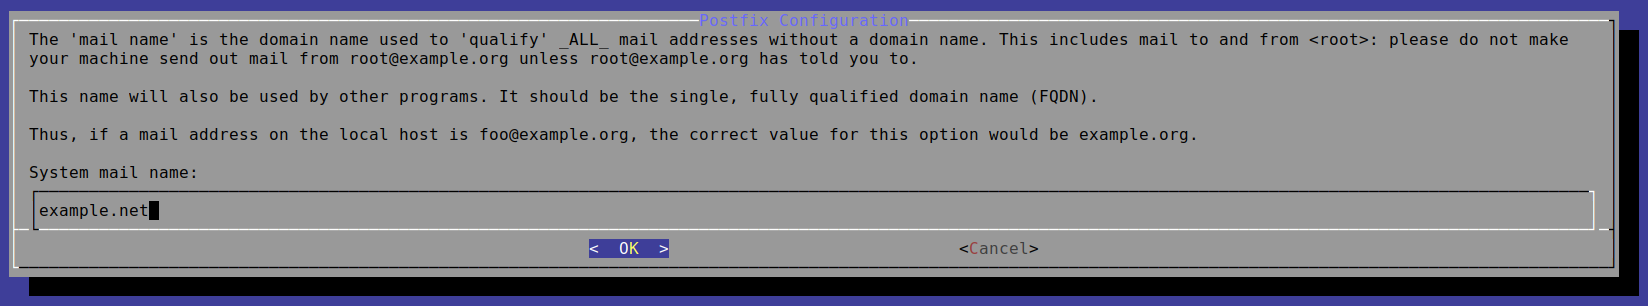 Postfix Configuration
The 'mail name' is the domain name used to 'qualify' _ALL_ mail addresses without a domain name. This includes mail to and from <root>: please do not make
your machine send out mail from root@example.org unless root@example.org has told you to.
This name will also be used by other programs. It should be the single, fully qualified domain name (FQDN).
Thus, if a mail address on the local host is foo@example.org, the correct value for this option would be example.org.
System mail name:
example.net
<  OK  > <Cancel>